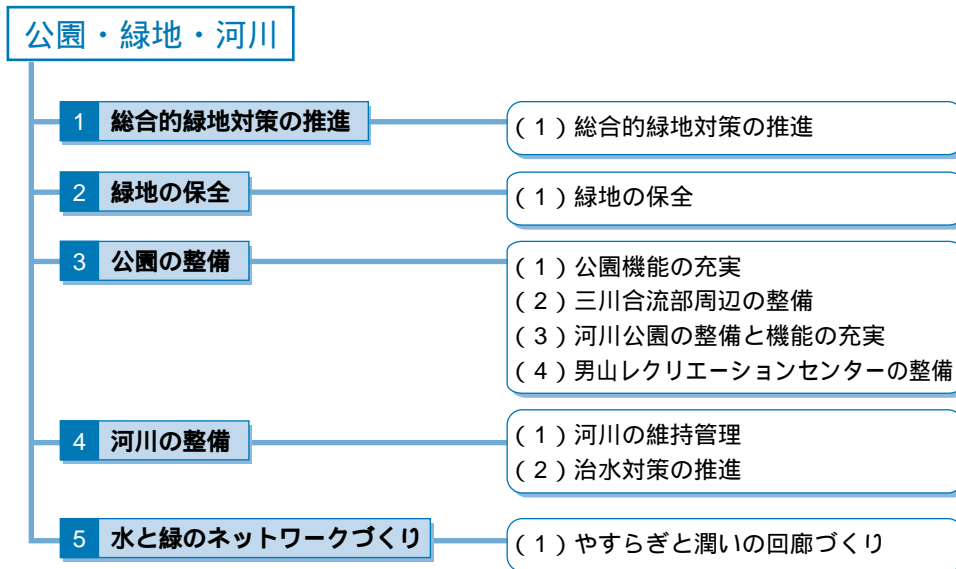 公園・緑地・河川
1 総合的緑地対策の推進
(1)総合的緑地対策の推進
2 緑地の保全
(1)緑地の保全
3 公園の整備
(1)公園機能の充実
(2)三川合流部周辺の整備
(3)河川公園の整備と機能の充実
(4)男山レクリエーションセンターの整備
4 河川の整備
(1)河川の維持管理
(2)治水対策の推進
5 水と緑のネットワークづくり
(1)やすらぎと潤いの回廊づくり